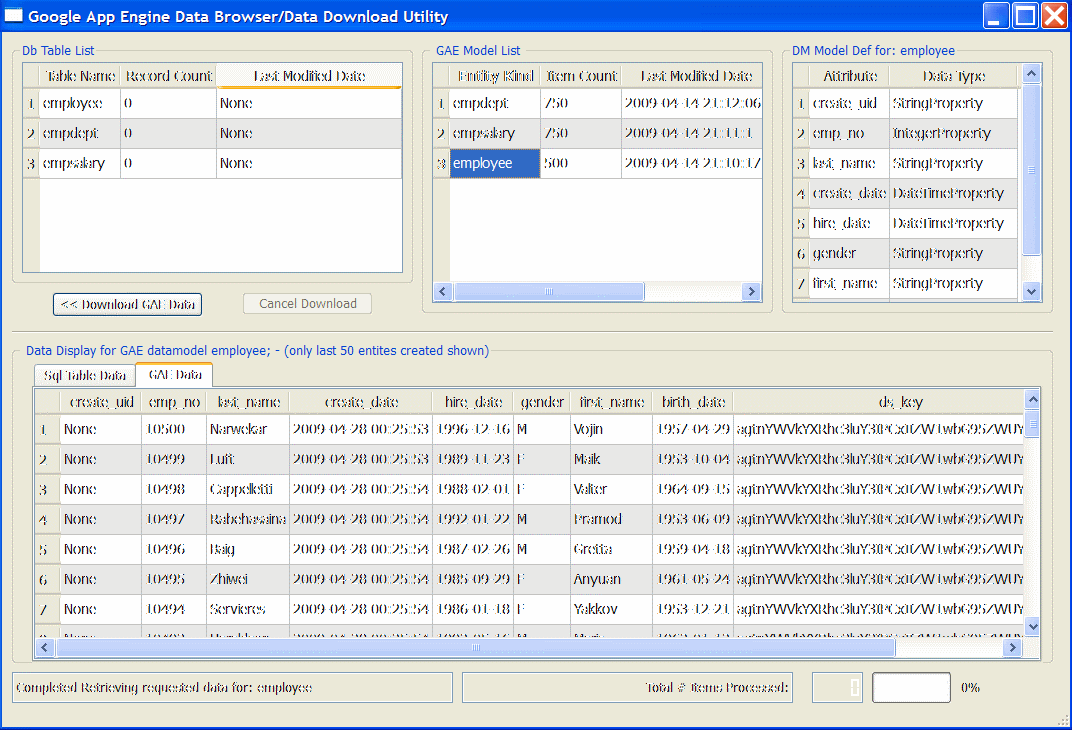 Google App Engine Data Browser/Data Download Utility
Db Table List
Table Name Record Count Last Modified Date
1 employee 0 None
2 empdept 0 None
3 empsalary 0 None
<< Download GAE Data Cancel Download
GAE Model List
Entity Kind Item Count Last Modified Date
1 empdept 750 2009-04-14 21:12:06
2 empsalary 750 2009-04-14 21:11:1
3 employee 500 2009-04-14 21:10:17
DM Model Def for: employee
Attribute Data Type
1 create_uid StringProperty
2 emp_no IntegerProperty
3 last_name StringProperty
4 create_date DateTimeProperty
5 hire_date DateTimeProperty
6 gender StringProperty
7 first_name StringProperty
Data Display for GAE datamodel employee; - (only last 50 entites created shown)
Sql Table Data GAE Data
create_uid emp_no last_name create_date hire_date gender first_name birth_date ds_key
1 None 10500 Narwekar 2009-04-28 00:25:53 1996-12-16 M Vojin 1957-04-29
2 None 10499 Luft 2009-04-28 00:25:53 1989-11-23 F Maik 1953-10-04
3 None 10498 Cappelletti 2009-04-28 00:25:54 1988-02-01 F Valter 1964-09-15
4 None 10497 Rabehasaina 2009-04-28 00:25:54 1992-01-22 M Pramod 1953-06-09
5 None 10496 Baig 2009-04-28 00:25:54 1987-02-26 M Gretta 1959-04-18
6 None 10495 Zhiwei 2009-04-28 00:25:54 1985-09-29 F Anyuan 1961-05-24
7 None 10494 Servieres 2009-04-28 00:25:54 1986-01-18 F Yakkov 1953-12-21
Completed Retrieving requested data for: employee Total # Items Processed: 0 0%